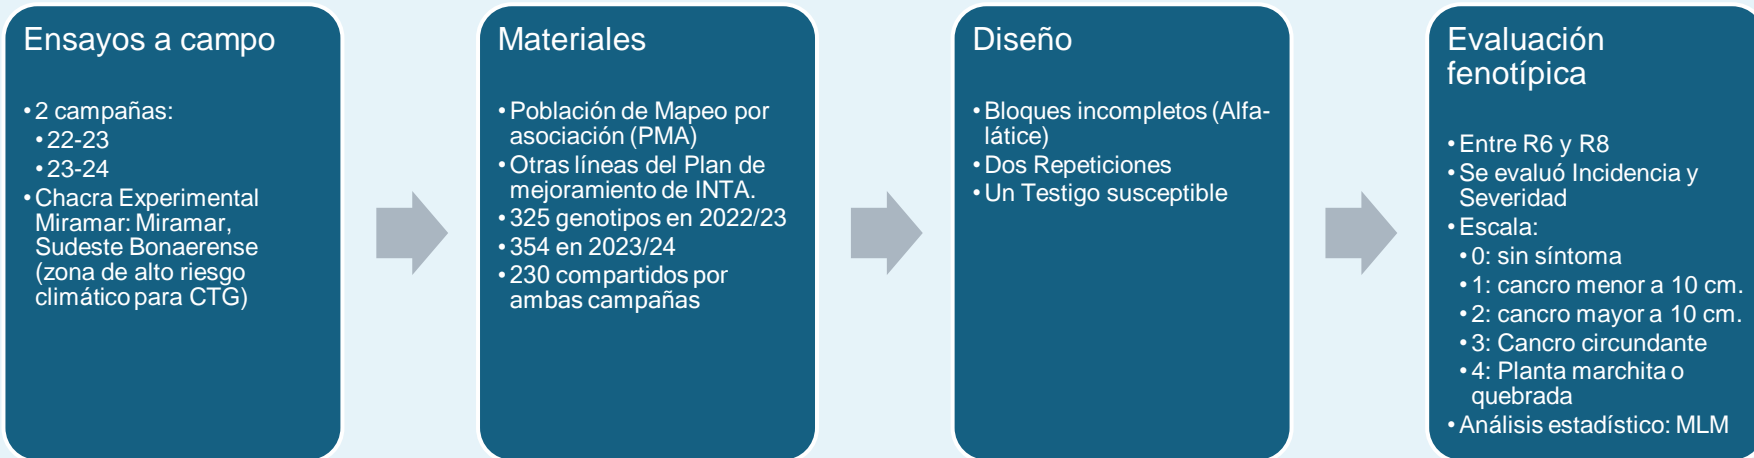 Ensayos a campo
• 2 campañas:
• 22-23
• 23-24
• Chacra Experimental
Miramar: Miramar,
Sudeste Bonaerense
(zona de alto riesgo
climático para CTG)
Materiales
• Población de Mapeo por
asociación (PMA)
• Otras líneas del Plan de
mejoramiento de INTA.
• 325 genotipos en 2022/23
• 354 en 2023/24
• 230 compartidos por
ambas campañas
Diseño
• Bloques incompletos (Alfa-
látice)
• Dos Repeticiones
• Un Testigo susceptible
Evaluación
fenotípica
• Entre R6 y R8
• Se evaluó Incidencia y
Severidad
• Escala:
• 0: sin síntoma
• 1: cancro menor a 10 cm.
• 2: cancro mayor a 10 cm.
• 3: Cancro circundante
• 4: Planta marchita o
quebrada
• Análisis estadístico: MLM